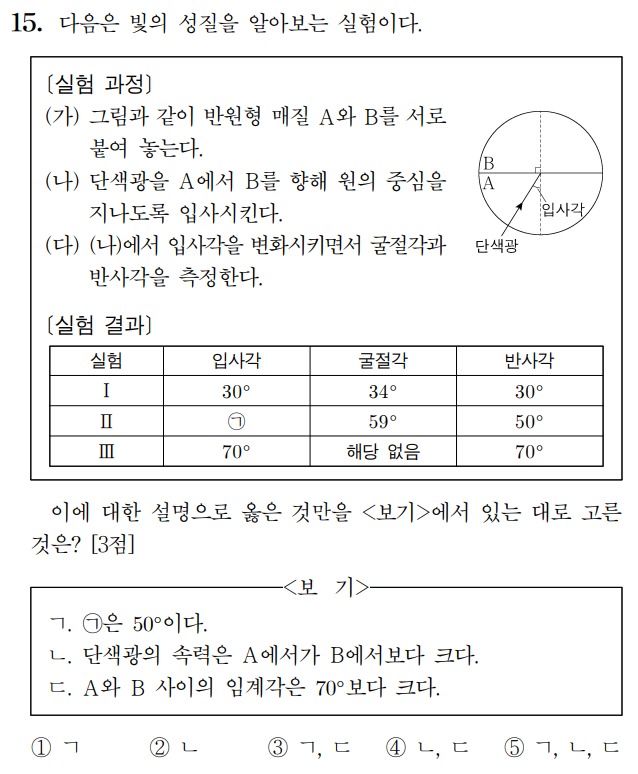 15. 다음은 빛의 성질을 알아보는 실험이다.
〔실험 과정〕
(가) 그림과 같이 반원형 매질 A와 B를 서로
붙여 놓는다.
(나) 단색광을 A에서 B를 향해 원의 중심을
지나도록 입사시킨다.
(다) (나)에서 입사각을 변화시키면서 굴절각과
반사각을 측정한다.
B
A
입사각
단색광
〔실험 결과〕
실험 입사각 굴절각 반사각
Ⅰ 30° 34° 30°
Ⅱ ㉠ 59° 50°
Ⅲ 70° 해당 없음 70°
이에 대한 설명으로 옳은 것만을 <보기>에서 있는 대로 고른
것은? [3점]
<보 기>
ㄱ. ㉠은 50°이다.
ㄴ. 단색광의 속력은 A에서가 B에서보다 크다.
ㄷ. A와 B 사이의 임계각은 70°보다 크다.
① ㄱ ② ㄴ ③ ㄱ, ㄷ ④ ㄴ, ㄷ ⑤ ㄱ, ㄴ, ㄷ